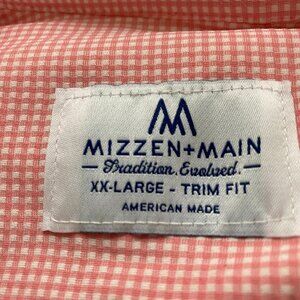 MIZZEN+MAIN
Tradition. Evolved.
XX-LARGE - TRIM FIT
AMERICAN MADE